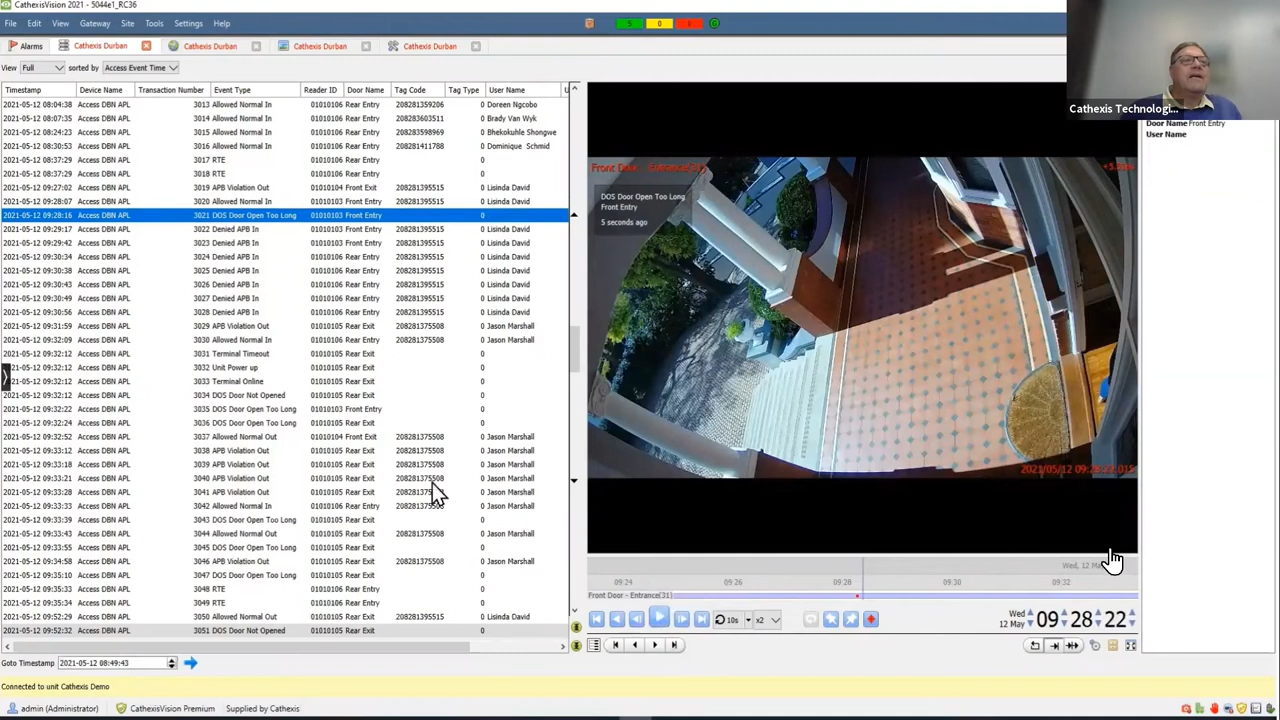 CathexisVision 2021 - 5044e1_RC36
File Edit View Gateway Site Tools Settings Help
5 0 0
Alarms Cathexis Durban Cathexis Durban Cathexis Durban Cathexis Durban
View Full sorted by Access Event Time
Timestamp Device Name Transaction Number Event Type Reader ID Door Name Tag Code Tag Type User Name
2021-05-12 08:04:38 Access DBN APL 3013 Allowed Normal In 01010106 Rear Entry 208281359206 0 Doreen Ngcobo
2021-05-12 08:07:35 Access DBN APL 3014 Allowed Normal In 01010106 Rear Entry 208283603511 0 Brady Van Wyk
2021-05-12 08:24:23 Access DBN APL 3015 Allowed Normal In 01010106 Rear Entry 208283598969 0 Bhekokuhle Shongwe
2021-05-12 08:30:53 Access DBN APL 3016 Allowed Normal In 01010106 Rear Entry 208281411788 0 Dominique Schmid
2021-05-12 08:37:29 Access DBN APL 3017 RTE 01010106 Rear Entry 0
2021-05-12 08:37:29 Access DBN APL 3018 RTE 01010106 Rear Entry 0
2021-05-12 09:27:02 Access DBN APL 3019 APB Violation Out 01010104 Front Exit 208281395515 0 Lisinda David
2021-05-12 09:28:07 Access DBN APL 3020 Allowed Normal In 01010103 Front Entry 208281395515 0 Lisinda David
2021-05-12 09:28:16 Access DBN APL 3021 DOS Door Open Too Long 01010103 Front Entry 0
2021-05-12 09:29:17 Access DBN APL 3022 Denied APB In 01010103 Front Entry 208281395515 0 Lisinda David
2021-05-12 09:29:42 Access DBN APL 3023 Denied APB In 01010103 Front Entry 208281395515 0 Lisinda David
2021-05-12 09:30:34 Access DBN APL 3024 Denied APB In 01010106 Rear Entry 208281395515 0 Lisinda David
2021-05-12 09:30:38 Access DBN APL 3025 Denied APB In 01010106 Rear Entry 208281395515 0 Lisinda David
2021-05-12 09:30:43 Access DBN APL 3026 Denied APB In 01010106 Rear Entry 208281395515 0 Lisinda David
2021-05-12 09:30:49 Access DBN APL 3027 Denied APB In 01010106 Rear Entry 208281395515 0 Lisinda David
2021-05-12 09:30:56 Access DBN APL 3028 Denied APB In 01010106 Rear Entry 208281395515 0 Lisinda David
2021-05-12 09:31:59 Access DBN APL 3029 APB Violation Out 01010105 Rear Exit 208281375508 0 Jason Marshall
2021-05-12 09:32:09 Access DBN APL 3030 Allowed Normal In 01010106 Rear Entry 208281375508 0 Jason Marshall
2021-05-12 09:32:12 Access DBN APL 3031 Terminal Timeout 01010105 Rear Exit 0
2021-05-12 09:32:12 Access DBN APL 3032 Unit Power up 01010105 Rear Exit 0
2021-05-12 09:32:12 Access DBN APL 3033 Terminal Online 01010105 Rear Exit 0
2021-05-12 09:32:12 Access DBN APL 3034 DOS Door Not Opened 01010105 Rear Exit 0
2021-05-12 09:32:22 Access DBN APL 3035 DOS Door Open Too Long 01010103 Front Entry 0
2021-05-12 09:32:24 Access DBN APL 3036 DOS Door Open Too Long 01010105 Rear Exit 0
2021-05-12 09:32:52 Access DBN APL 3037 Allowed Normal Out 01010104 Front Exit 208281375508 0 Jason Marshall
2021-05-12 09:33:12 Access DBN APL 3038 APB Violation Out 01010105 Rear Exit 208281375508 0 Jason Marshall
2021-05-12 09:33:18 Access DBN APL 3039 APB Violation Out 01010105 Rear Exit 208281375508 0 Jason Marshall
2021-05-12 09:33:21 Access DBN APL 3040 APB Violation Out 01010105 Rear Exit 208281375508 0 Jason Marshall
2021-05-12 09:33:28 Access DBN APL 3041 APB Violation Out 01010105 Rear Exit 0 Jason Marshall
2021-05-12 09:33:33 Access DBN APL 3042 Allowed Normal In 01010106 Rear Entry 208281375508 0 Jason Marshall
2021-05-12 09:33:39 Access DBN APL 3043 DOS Door Open Too Long 01010105 Rear Exit 0
2021-05-12 09:33:43 Access DBN APL 3044 Allowed Normal Out 01010105 Rear Exit 208281375508 0 Jason Marshall
2021-05-12 09:33:55 Access DBN APL 3045 DOS Door Open Too Long 01010105 Rear Exit 0
2021-05-12 09:34:58 Access DBN APL 3046 APB Violation Out 01010105 Rear Exit 208281375508 0 Jason Marshall
2021-05-12 09:35:10 Access DBN APL 3047 DOS Door Open Too Long 01010105 Rear Exit 0
2021-05-12 09:35:33 Access DBN APL 3048 RTE 01010106 Rear Entry 0
2021-05-12 09:35:34 Access DBN APL 3049 RTE 01010106 Rear Entry 0
2021-05-12 09:52:29 Access DBN APL 3050 Allowed Normal Out 01010105 Rear Exit 208281395515 0 Lisinda David
2021-05-12 09:52:32 Access DBN APL 3051 DOS Door Not Opened 01010105 Rear Exit 0
Goto Timestamp 2021-05-12 08:49:43
Connected to unit Cathexis Demo
admin (Administrator) CathexisVision Premium Supplied by Cathexis
DOS Door Open Too Long
Front Entry
5 seconds ago
Wed, 12 May
09:24 09:26 09:28 09:30 09:32
Front Door - Entrance(31)
10s x2
Wed
12 May 09 28 22
Cathexis Technologi...
Door Name Front Entry
User Name